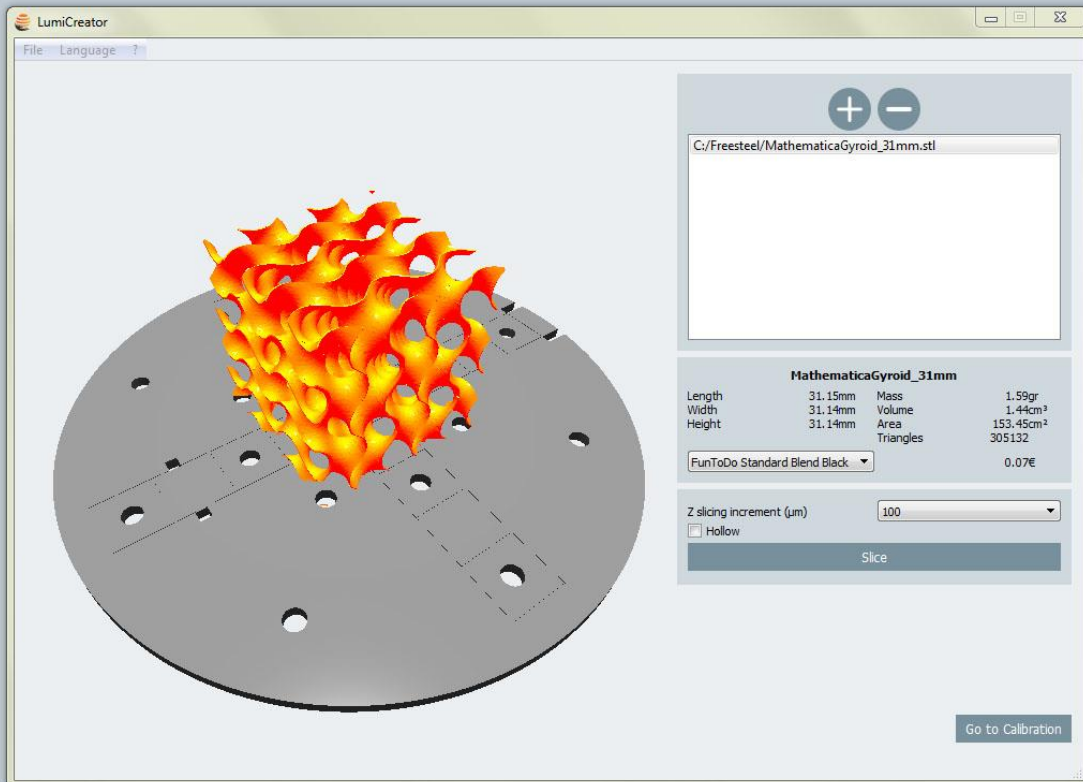 LumiCreator
File Language ?
C:/Freesteel/MathematicaGyroid_31mm.stl
MathematicaGyroid_31mm
Length 31.15mm Mass 1.59gr
Width 31.14mm Volume 1.44cm³
Height 31.14mm Area 153.45cm²
Triangles 305132
FunToDo Standard Blend Black 0.07€
Z slicing increment (µm) 100
Hollow
Slice
Go to Calibration